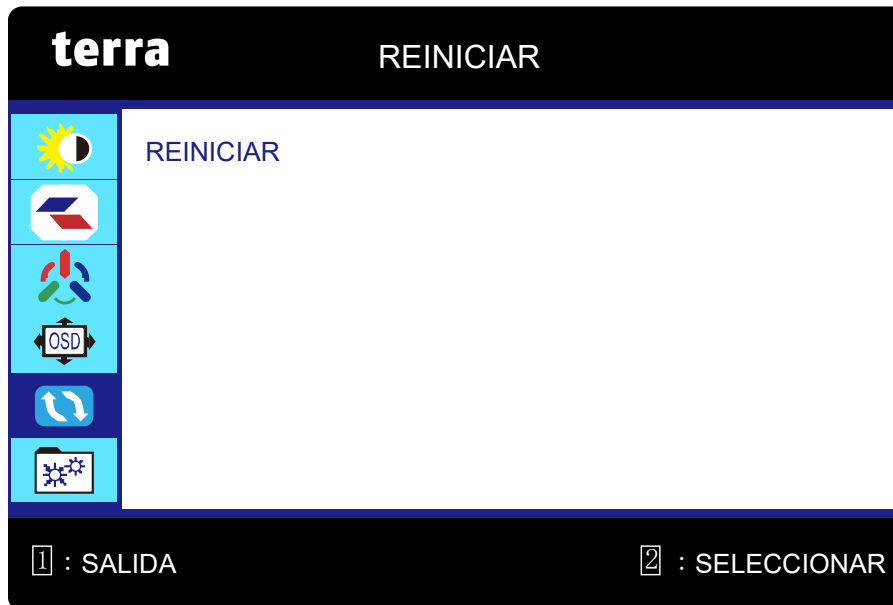 terra REINICIAR
REINICIAR
OSD
1 : SALIDA 2 : SELECCIONAR